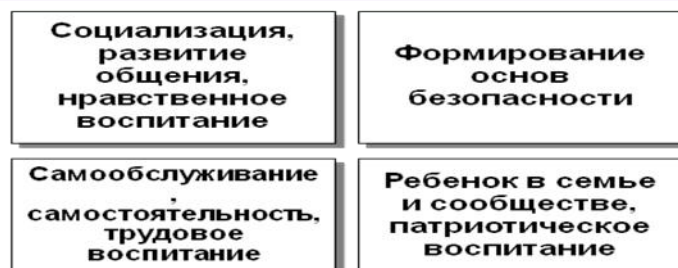 Социализация,
развитие
общения,
нравственное
воспитание
Формирование
основ
безопасности
Самообслуживание
,
самостоятельность,
трудовое
воспитание
Ребенок в семье
и сообществе,
патриотическое
воспитание